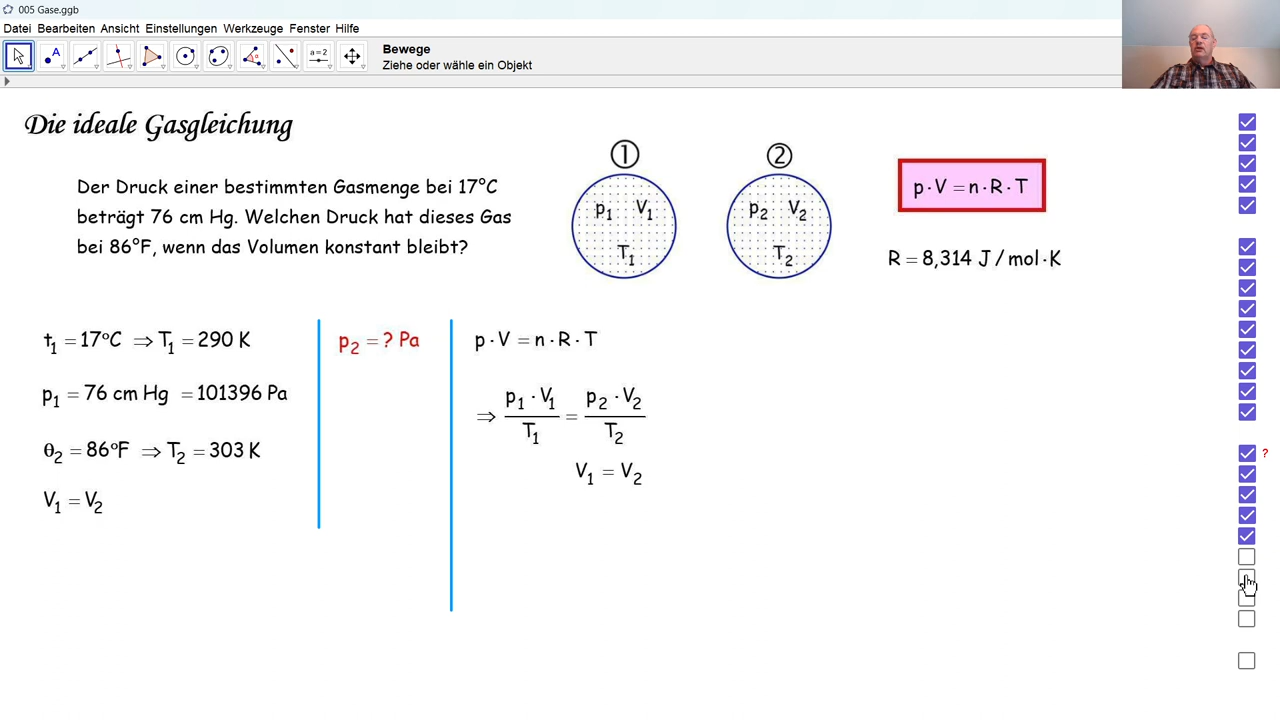 005 Gase.ggb
Datei Bearbeiten Ansicht Einstellungen Werkzeuge Fenster Hilfe
A
a=2
Bewege
Ziehe oder wähle ein Objekt
Die ideale Gasgleichung
Der Druck einer bestimmten Gasmenge bei 17°C
beträgt 76 cm Hg. Welchen Druck hat dieses Gas
bei 86°F, wenn das Volumen konstant bleibt?
① ②
p₁ V₁ p₂ V₂
T₁ T₂
p·V = n·R·T
R = 8,314 J / mol·K
t₁ = 17°C ⇒ T₁ = 290 K
p₁ = 76 cm Hg = 101396 Pa
θ₂ = 86°F ⇒ T₂ = 303 K
V₁ = V₂
p₂ = ? Pa
p · V = n · R · T
⇒ p₁ · V₁ / T₁ = p₂ · V₂ / T₂
V₁ = V₂
?